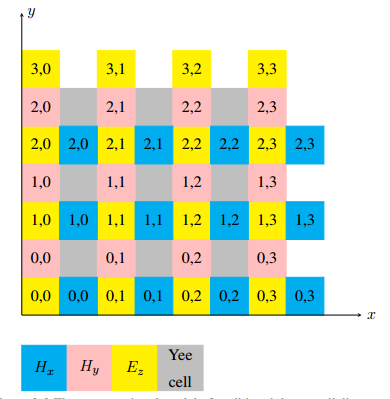 y
3,0 3,1 3,2 3,3
2,0 2,1 2,2 2,3
2,0 2,0 2,1 2,1 2,2 2,2 2,3 2,3
1,0 1,1 1,2 1,3
1,0 1,0 1,1 1,1 1,2 1,2 1,3 1,3
0,0 0,1 0,2 0,3
0,0 0,0 0,1 0,1 0,2 0,2 0,3 0,3
x
H_x H_y E_z Yee
cell